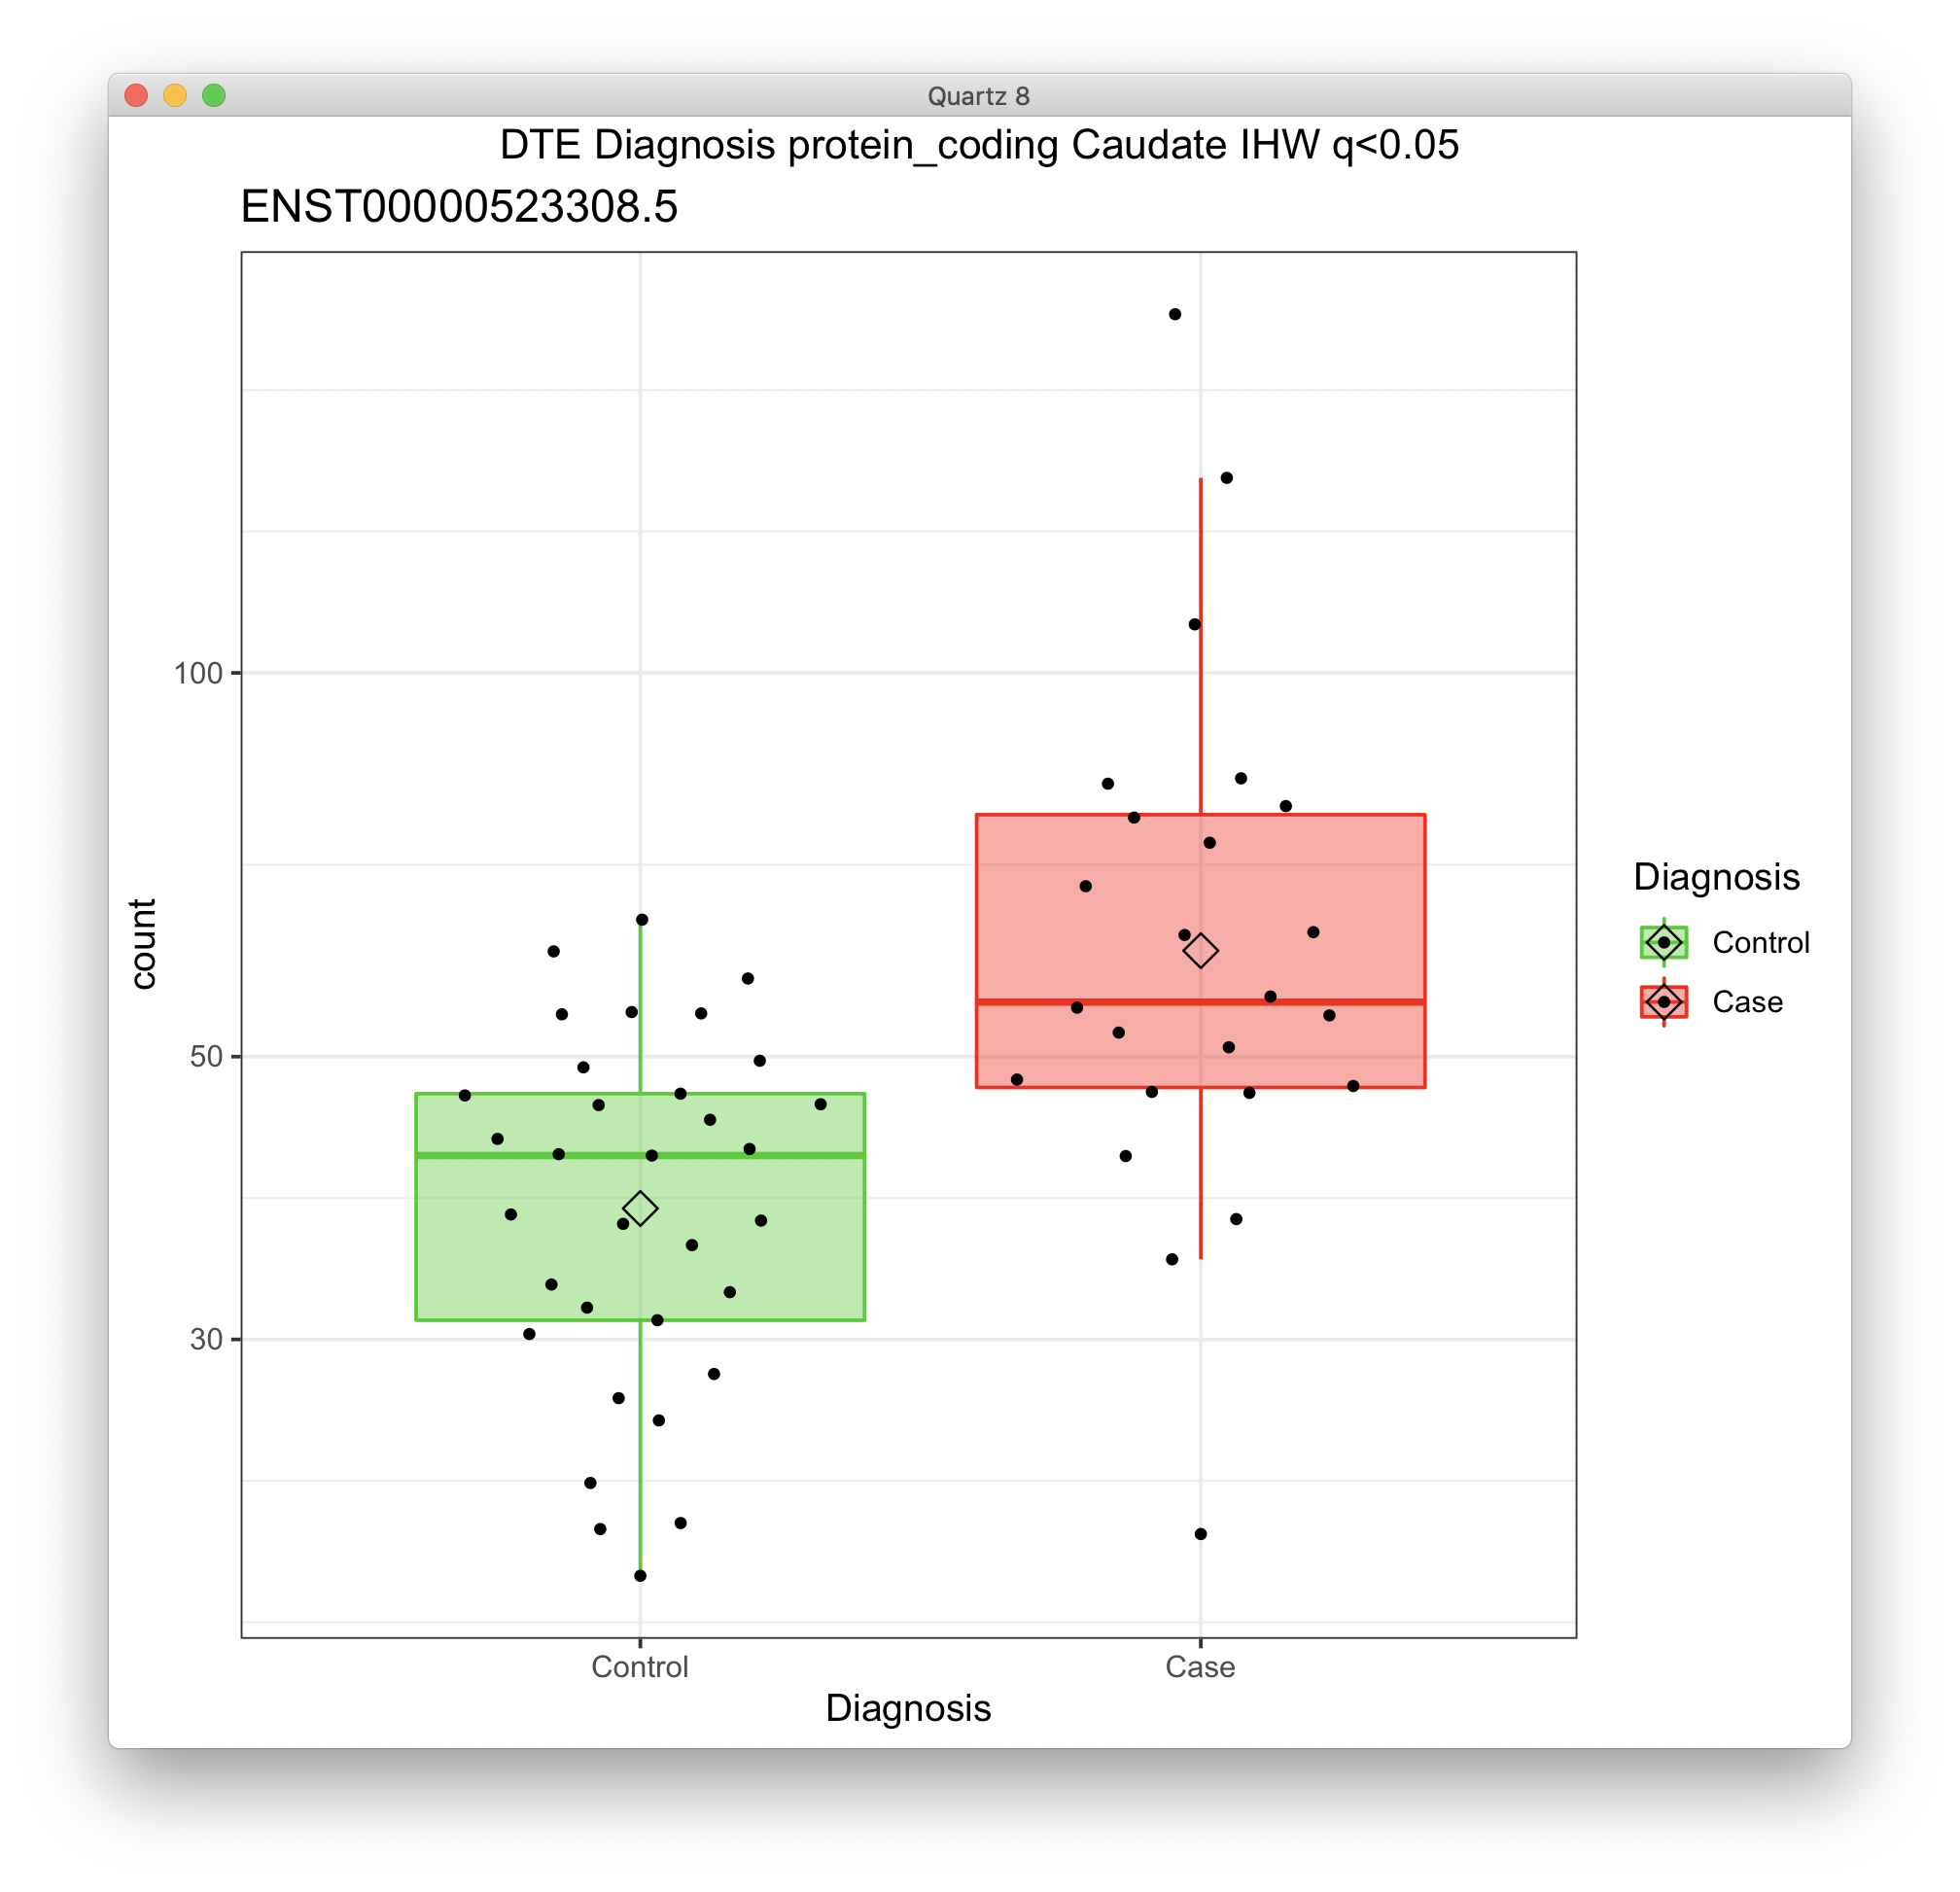 Quartz 8
DTE Diagnosis protein_coding Caudate IHW q<0.05
ENST00000523308.5
100
50
30
count
Control
Case
Diagnosis
Diagnosis
Control
Case